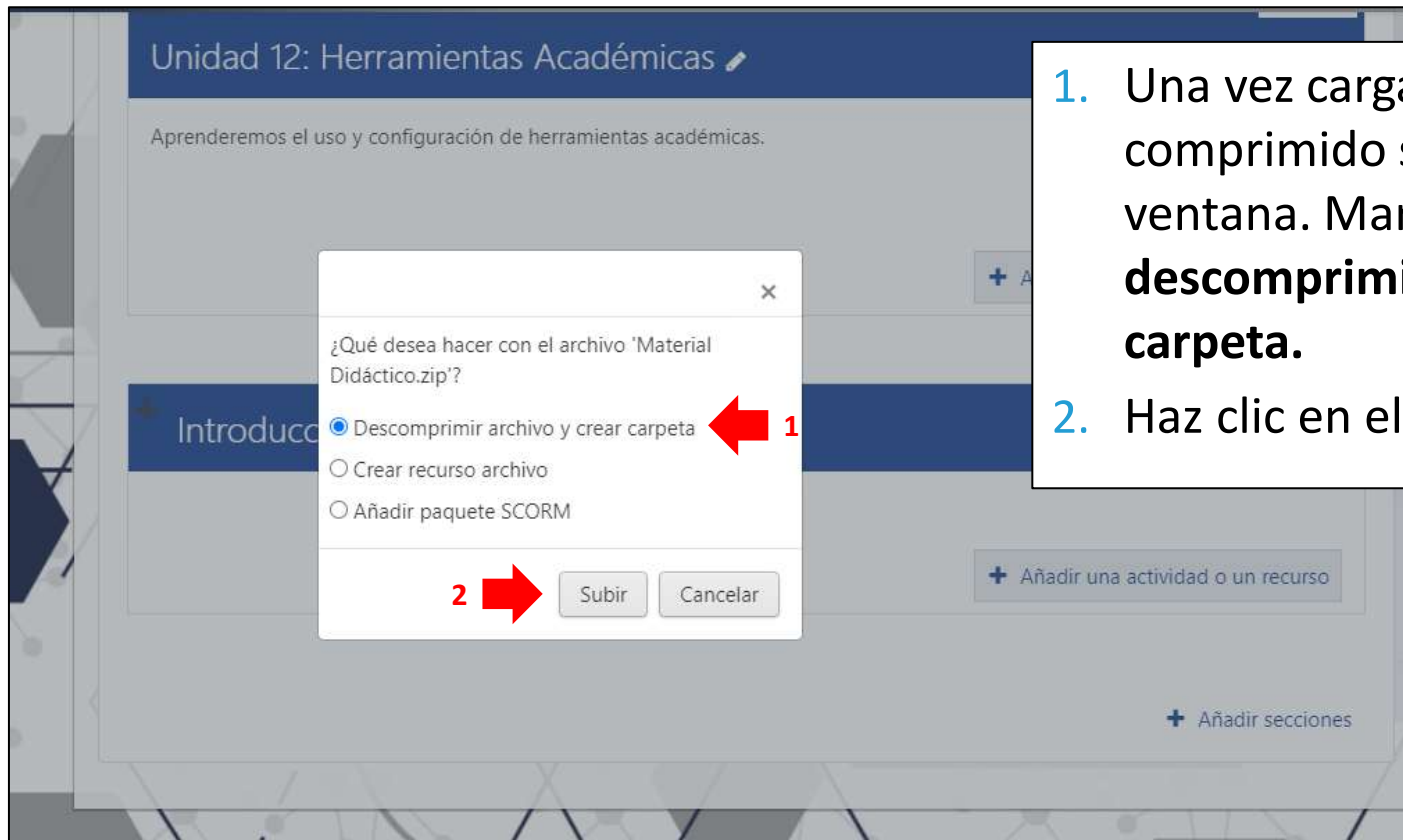 Unidad 12: Herramientas Académicas
Aprenderemos el uso y configuración de herramientas académicas.
¿Qué desea hacer con el archivo 'Material
Didáctico.zip'?
Descomprimir archivo y crear carpeta
1
Crear recurso archivo
Añadir paquete SCORM
2
Subir
Cancelar
Introducc
Añadir una actividad o un recurso
Añadir secciones
1. Una vez carga
comprimido s
ventana. Mar
descomprimi
carpeta.
2. Haz clic en el